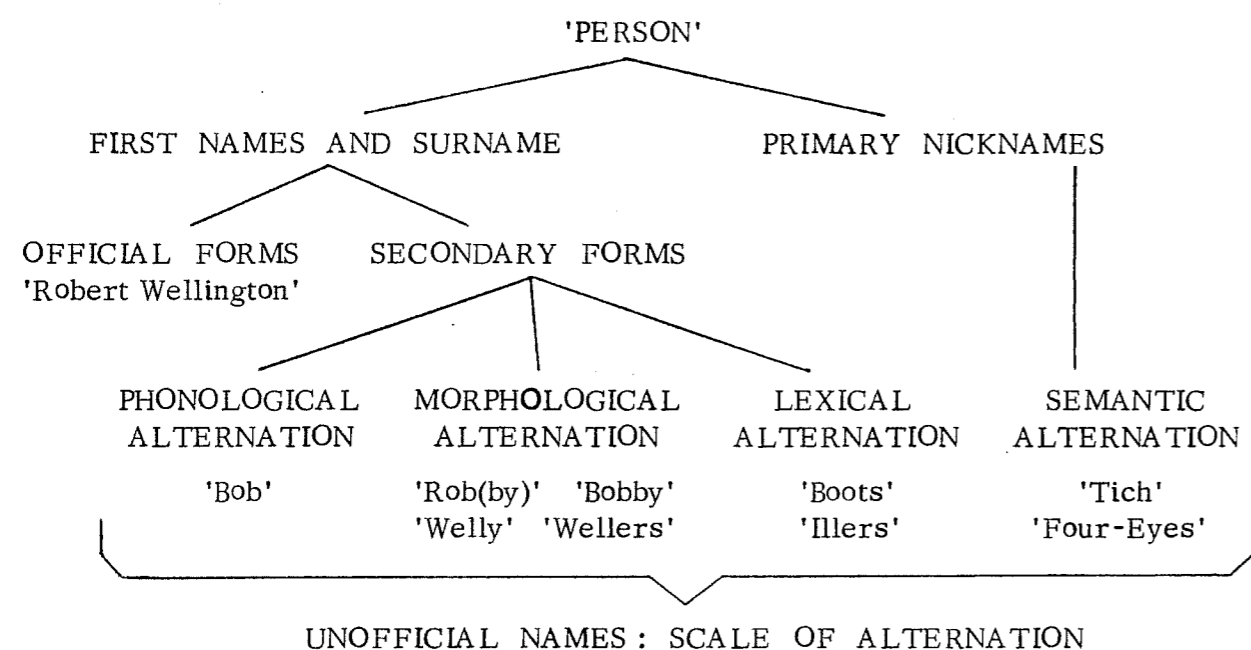 'PERSON'
FIRST NAMES AND SURNAME PRIMARY NICKNAMES
OFFICIAL FORMS SECONDARY FORMS
'Robert Wellington'
PHONOLOGICAL MORPHOLOGICAL LEXICAL SEMANTIC
ALTERNATION ALTERNATION ALTERNATION ALTERNATION
'Bob' 'Rob(by)' 'Bobby' 'Boots' 'Tich'
'Welly' 'Wellers' 'Illers' 'Four-Eyes'
UNOFFICIAL NAMES : SCALE OF ALTERNATION